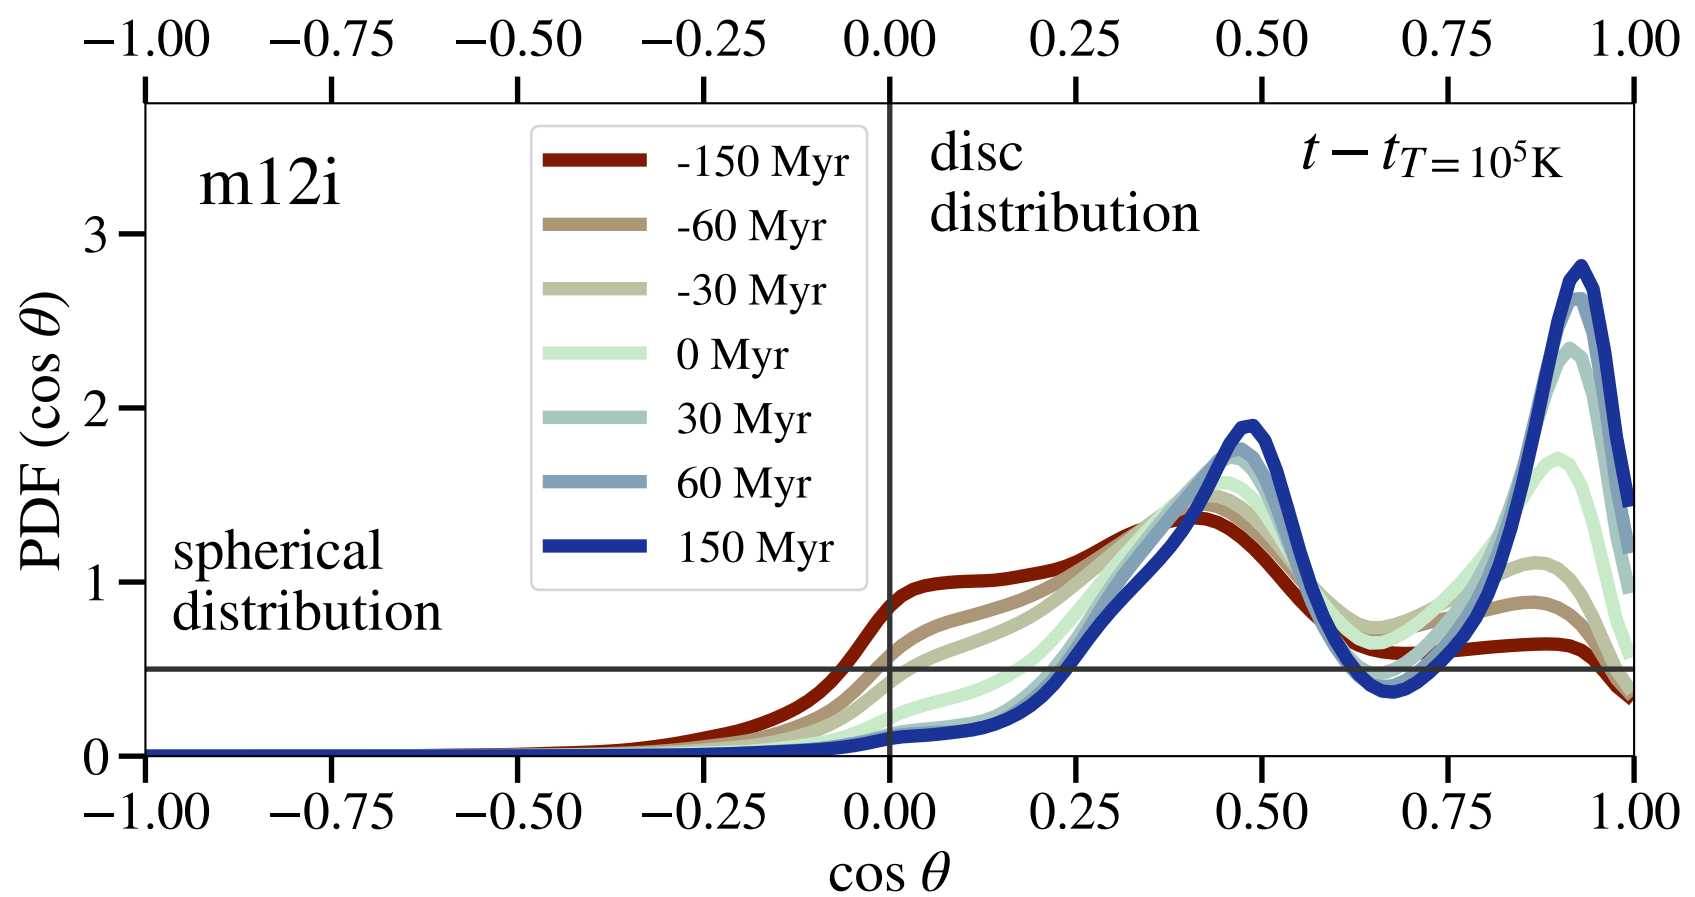 −1.00 −0.75 −0.50 −0.25 0.00 0.25 0.50 0.75 1.00
m12i
-150 Myr
-60 Myr
-30 Myr
0 Myr
30 Myr
60 Myr
150 Myr
disc
distribution
t − t_{T = 10⁵K}
spherical
distribution
PDF (cos θ)
3
2
1
0
−1.00 −0.75 −0.50 −0.25 0.00 0.25 0.50 0.75 1.00
cos θ